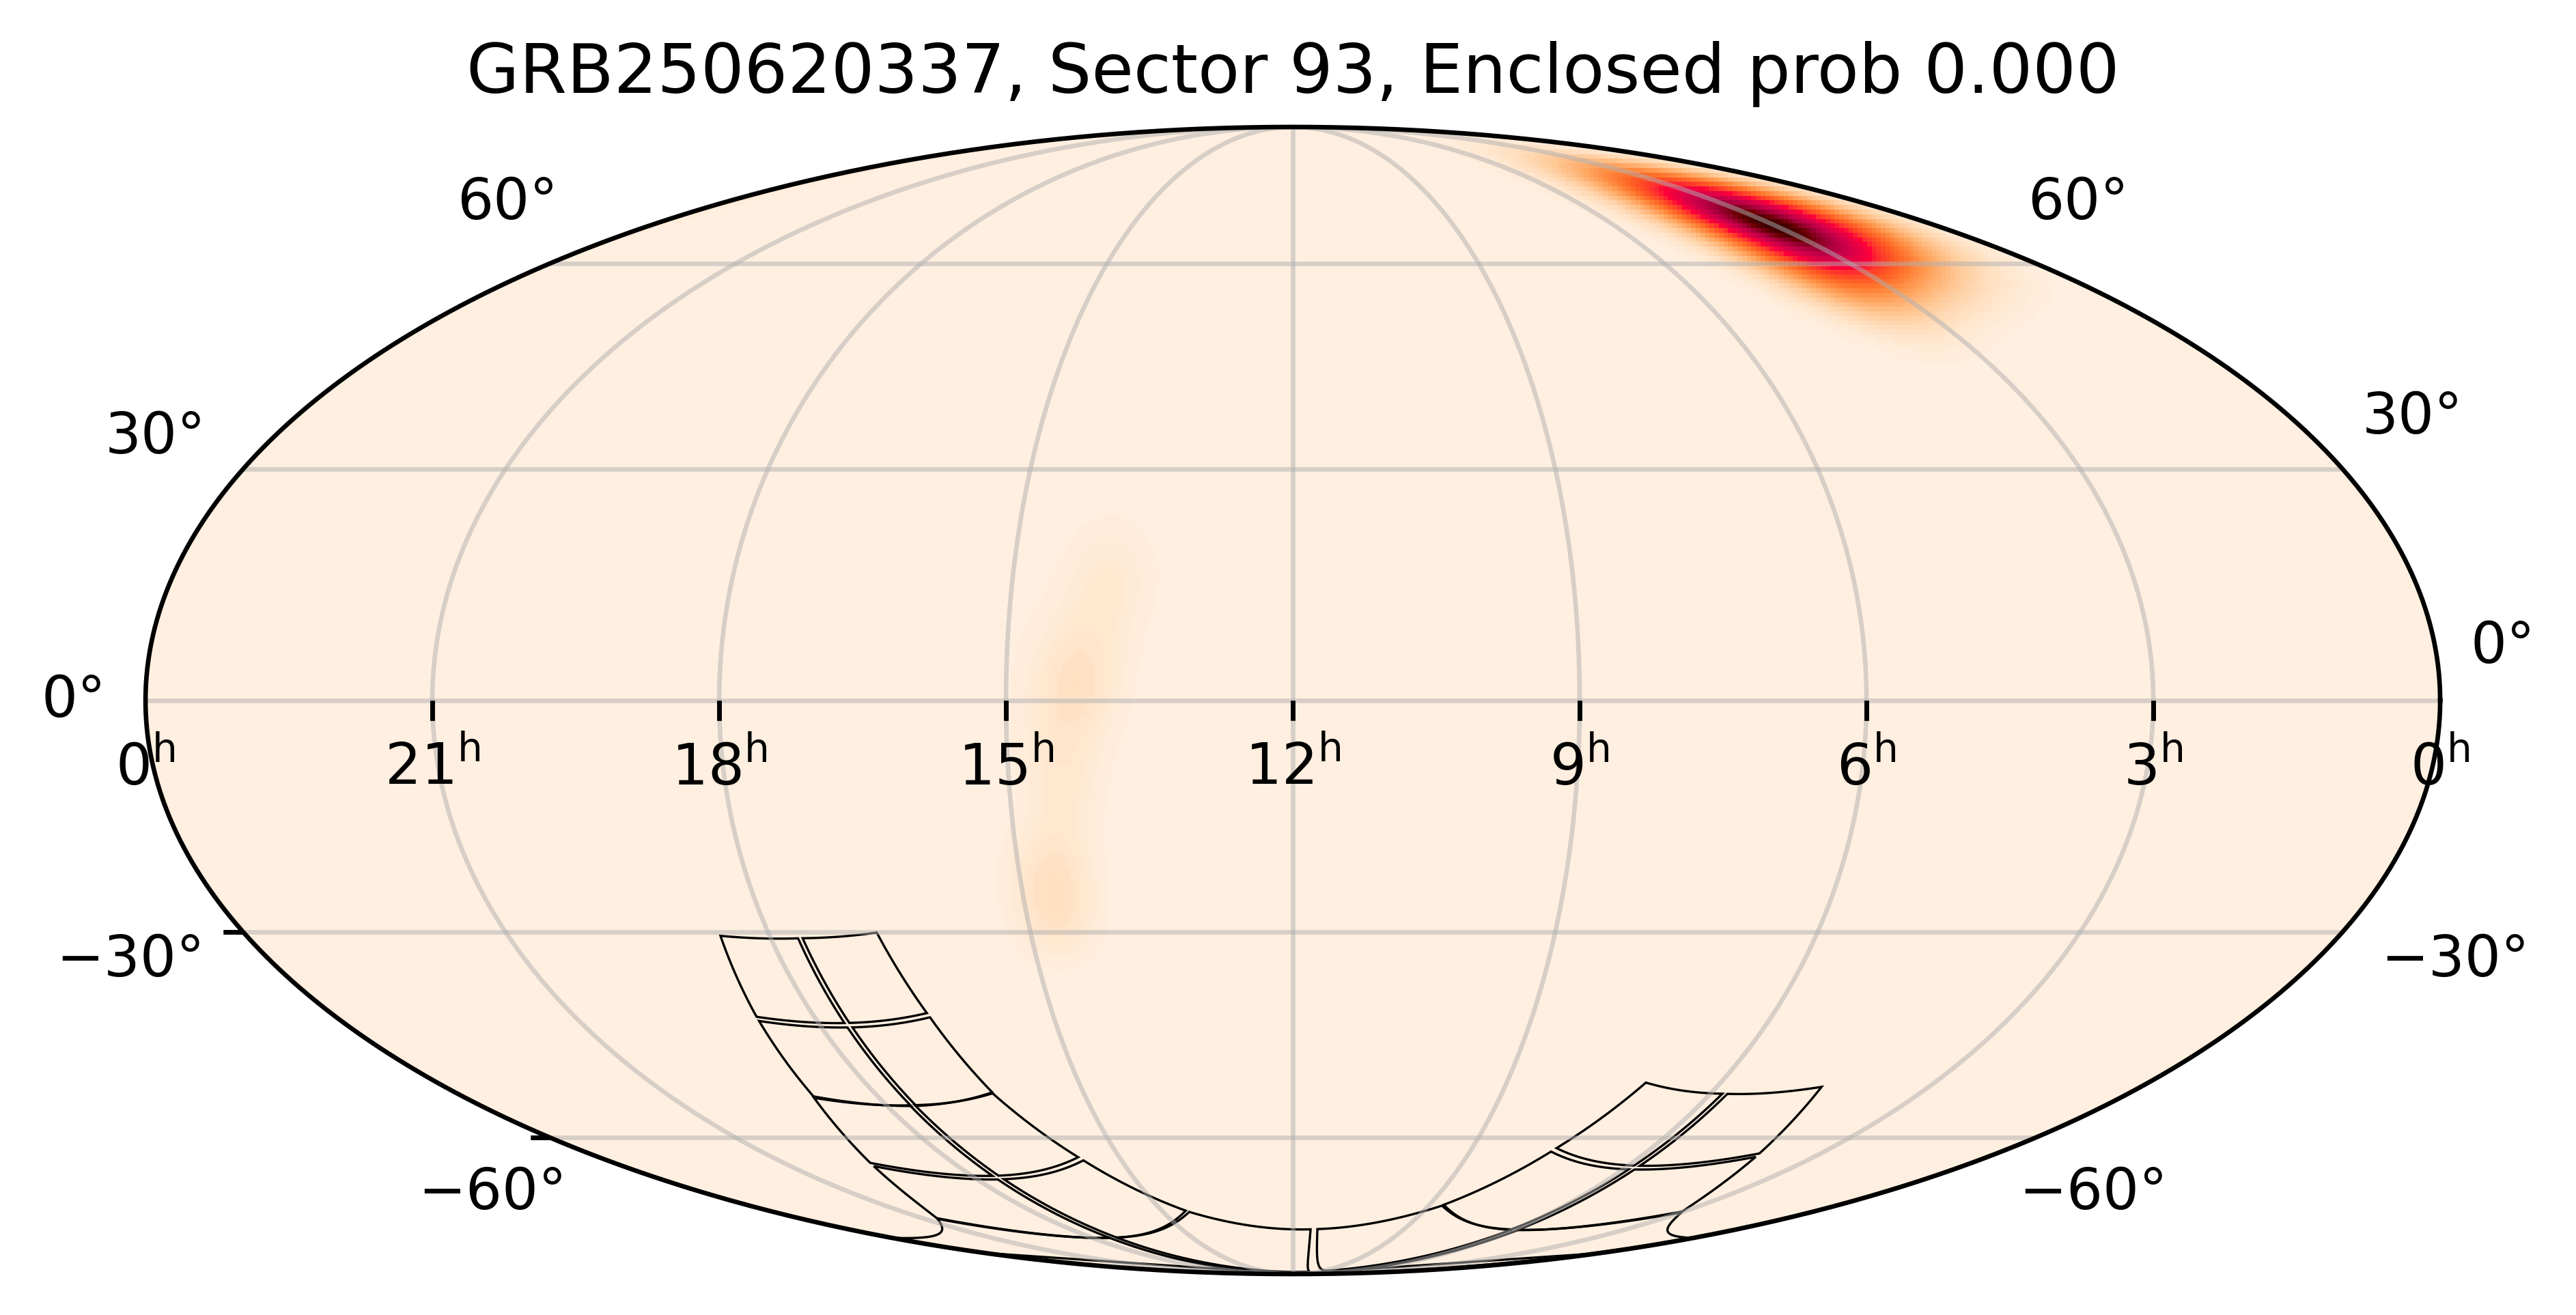 GRB250620337, Sector 93, Enclosed prob 0.000
60° 60°
30° 30°
0° 0°
0h 21h 18h 15h 12h 9h 6h 3h 0h
−30° −30°
−60° −60°